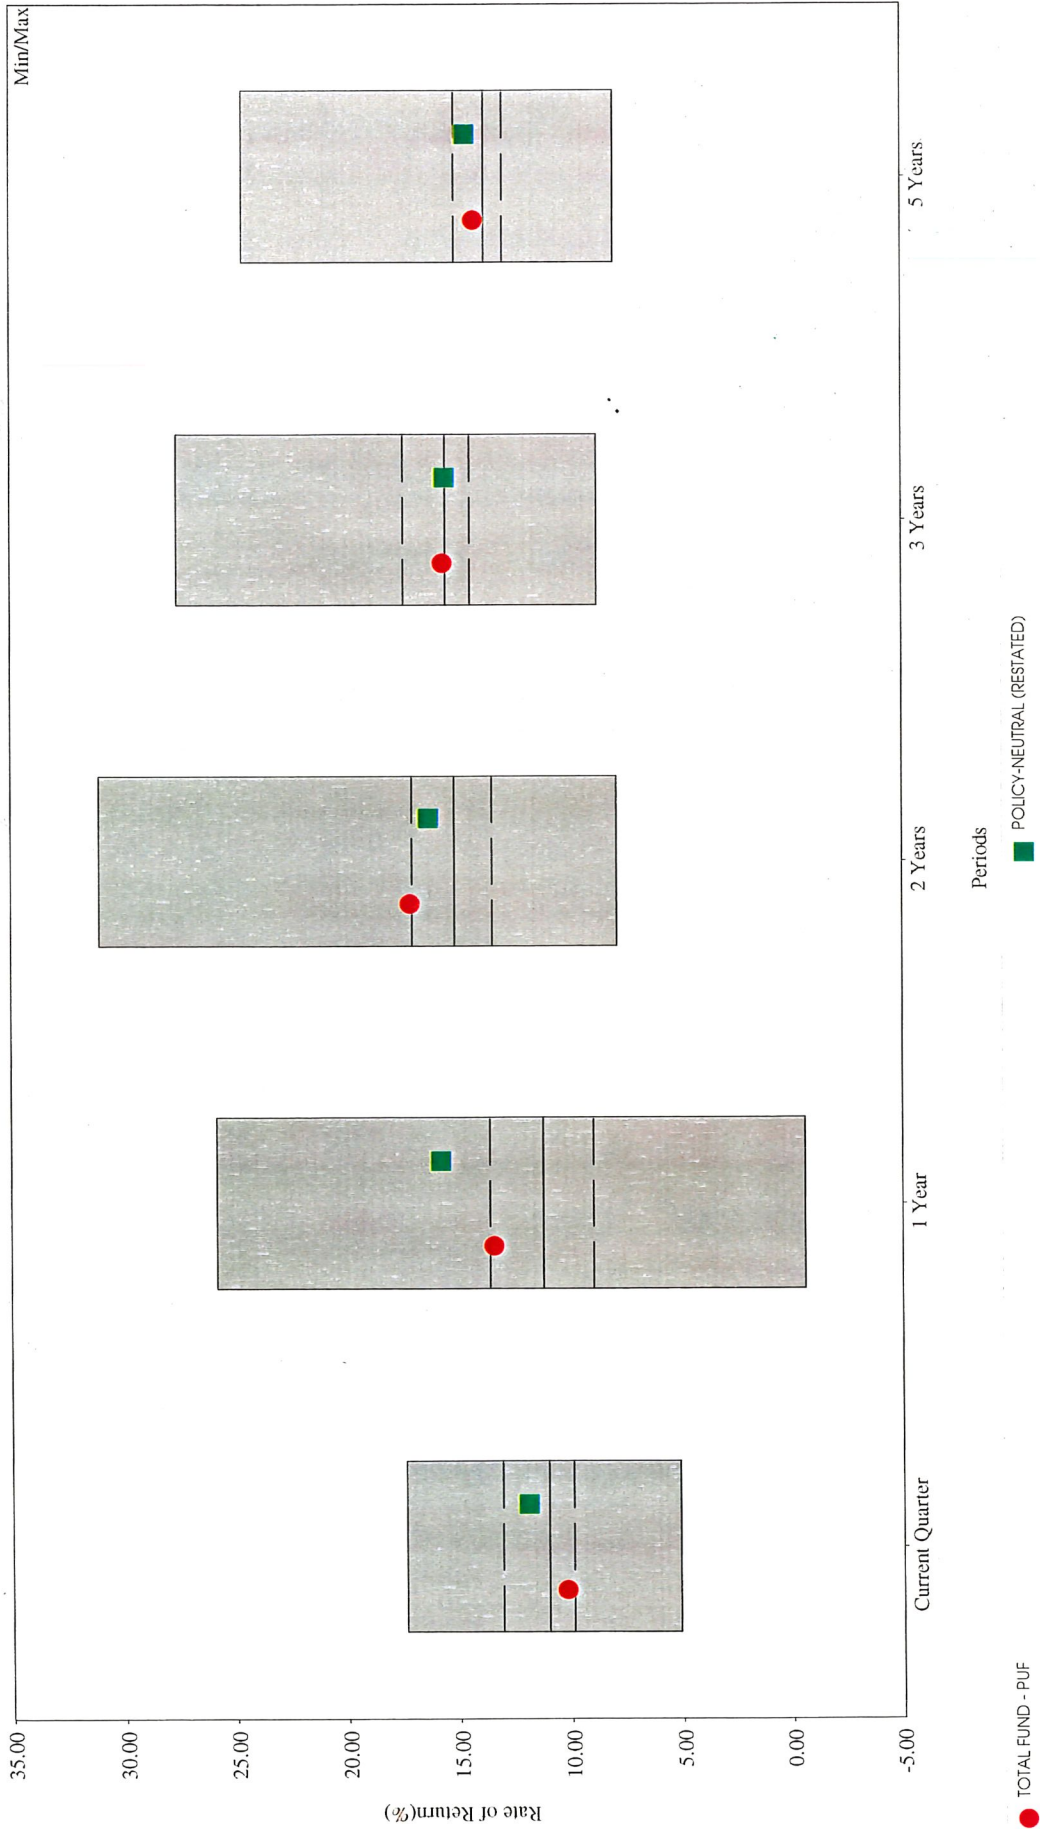 Min/Max
35.00
30.00
25.00
20.00
15.00
10.00
5.00
0.00
-5.00
Rate of Return(%)
Current Quarter
1 Year
2 Years
3 Years
5 Years
Periods
TOTAL FUND - PUF
POLICY-NEUTRAL (RESTATED)